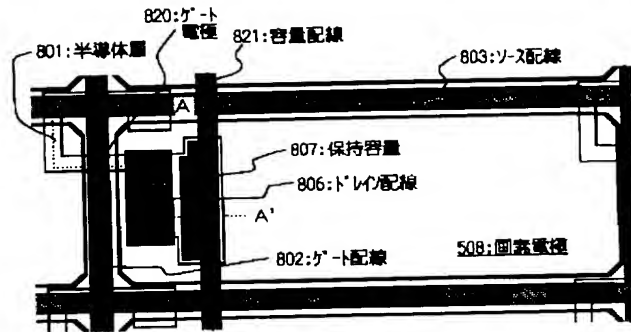 820:ゲート
電極
801:半導体層
821:容量配線
803:ソース配線
A
807:保持容量
806:ドレイン配線
A'
508:画素電極
802:ゲート配線